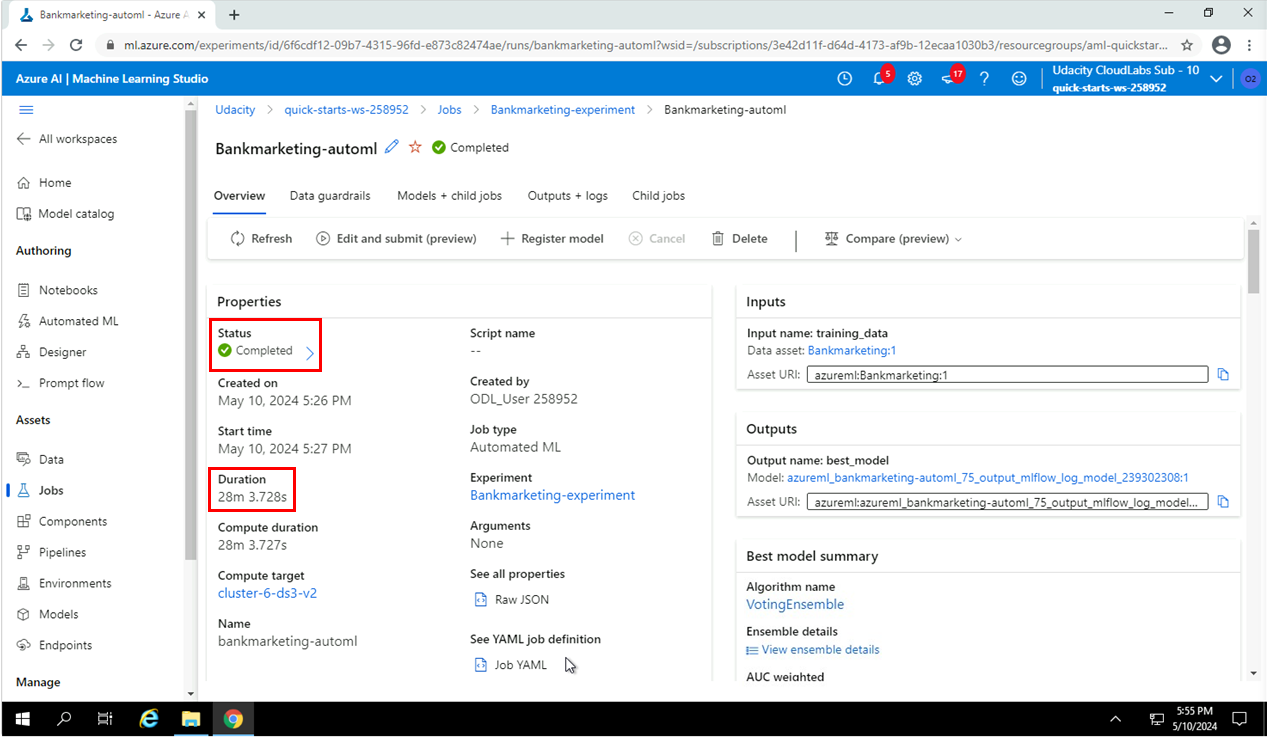 Bankmarketing-automl - Azure A
ml.azure.com/experiments/id/6f6cdf12-09b7-4315-96fd-e873c82474ae/runs/bankmarketing-automl?wsid=/subscriptions/3e42d11f-d64d-4173-af9b-12ecaa1030b3/resourcegroups/aml-quickstar...
Azure AI | Machine Learning Studio
5
17
Udacity CloudLabs Sub - 10
quick-starts-ws-258952
O2
All workspaces
Home
Model catalog
Authoring
Notebooks
Automated ML
Designer
Prompt flow
Assets
Data
Jobs
Components
Pipelines
Environments
Models
Endpoints
Manage
Udacity > quick-starts-ws-258952 > Jobs > Bankmarketing-experiment > Bankmarketing-automl
Bankmarketing-automl Completed
Overview Data guardrails Models + child jobs Outputs + logs Child jobs
Refresh Edit and submit (preview) Register model Cancel Delete Compare (preview)
Properties
Status
Completed
Created on
May 10, 2024 5:26 PM
Start time
May 10, 2024 5:27 PM
Duration
28m 3.728s
Compute duration
28m 3.727s
Compute target
cluster-6-ds3-v2
Name
bankmarketing-automl
Script name
--
Created by
ODL_User 258952
Job type
Automated ML
Experiment
Bankmarketing-experiment
Arguments
None
See all properties
Raw JSON
See YAML job definition
Job YAML
Inputs
Input name: training_data
Data asset: Bankmarketing:1
Asset URI: azureml:Bankmarketing:1
Outputs
Output name: best_model
Model: azureml_bankmarketing-automl_75_output_mlflow_log_model_239302308:1
Asset URI: azureml:azureml_bankmarketing-automl_75_output_mlflow_log_model...
Best model summary
Algorithm name
VotingEnsemble
Ensemble details
View ensemble details
AUC weighted
5:55 PM
5/10/2024